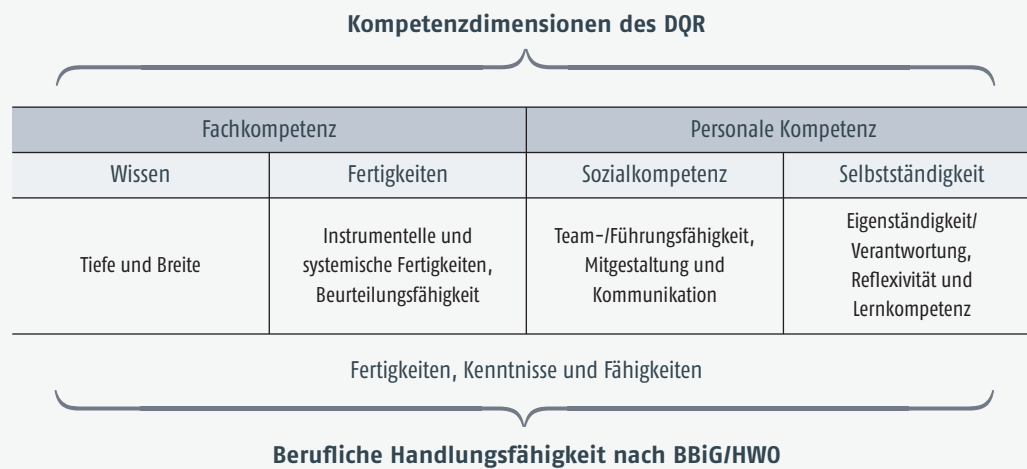 Kompetenzdimensionen des DQR
Fachkompetenz
Personale Kompetenz
Wissen
Fertigkeiten
Sozialkompetenz
Selbstständigkeit
Tiefe und Breite
Instrumentelle und
systemische Fertigkeiten,
Beurteilungsfähigkeit
Team-/Führungsfähigkeit,
Mitgestaltung und
Kommunikation
Eigenständigkeit/
Verantwortung,
Reflexivität und
Lernkompetenz
Fertigkeiten, Kenntnisse und Fähigkeiten
Berufliche Handlungsfähigkeit nach BBiG/HWO